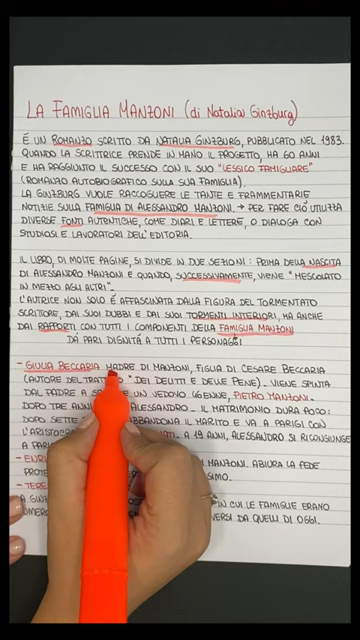 LA FAMIGLIA MANZONI (di Natalia Ginzburg)
È UN ROMANZO SCRITTO DA NATALIA GINZBURG, PUBBLICATO NEL 1983.
QUANDO LA SCRITTRICE PRENDE IN MANO IL PROGETTO, HA 60 ANNI
E HA RAGGIUNTO IL SUCCESSO CON IL SUO "LESSICO FAMIGLIARE"
(ROMANZO AUTOBIOGRAFICO SULLA SUA FAMIGLIA).
LA GINZBURG VUOLE RACCOGLIERE LE TANTE E FRAMMENTARIE
NOTIZIE SULLA FAMIGLIA DI ALESSANDRO MANZONI. → PER FARE CIÒ UTILIZZA
DIVERSE FONTI AUTENTICHE, COME DIARI E LETTERE, O DIALOGA CON
STUDIOSI E LAVORATORI DELL'EDITORIA.
IL LIBRO, DI MOLTE PAGINE, SI DIVIDE IN DUE SEZIONI: PRIMA DELLA NASCITA
DI ALESSANDRO MANZONI E QUANDO, SUCCESSIVAMENTE, VIENE "MESCOLATO
IN MEZZO AGLI ALTRI".
L'AUTRICE NON SOLO È AFFASCINATA DALLA FIGURA DEL TORMENTATO
SCRITTORE, DAI SUOI DUBBI E DAI SUOI TORMENTI INTERIORI, MA ANCHE
DAI RAPPORTI CON TUTTI I COMPONENTI DELLA FAMIGLIA MANZONI
DÀ PARI DIGNITÀ A TUTTI I PERSONAGGI
- GIULIA BECCARIA MADRE DI MANZONI, FIGLIA DI CESARE BECCARIA
(AUTORE DEL "DEI DELITTI E DELLE PENE). VIENE SPINTA
DAL PADRE A UN VEDOVO 46ENNE, PIETRO MANZONI.
DOPO TRE ANNI ALESSANDRO. IL MATRIMONIO DURA POCO:
DOPO SETTE ABBANDONA IL MARITO E VA A PARIGI CON
L'ARISTOCR A 19 ANNI, ALESSANDRO SI RICONGIUNGE
A PARI
- ENRI MANZONI. ABIURA LA FEDE
PROTE SIMO.
- TERE
A GINZ IN CUI LE FAMIGLIE ERANO
NUMERO VERSI DA QUELLI DI OGGI.